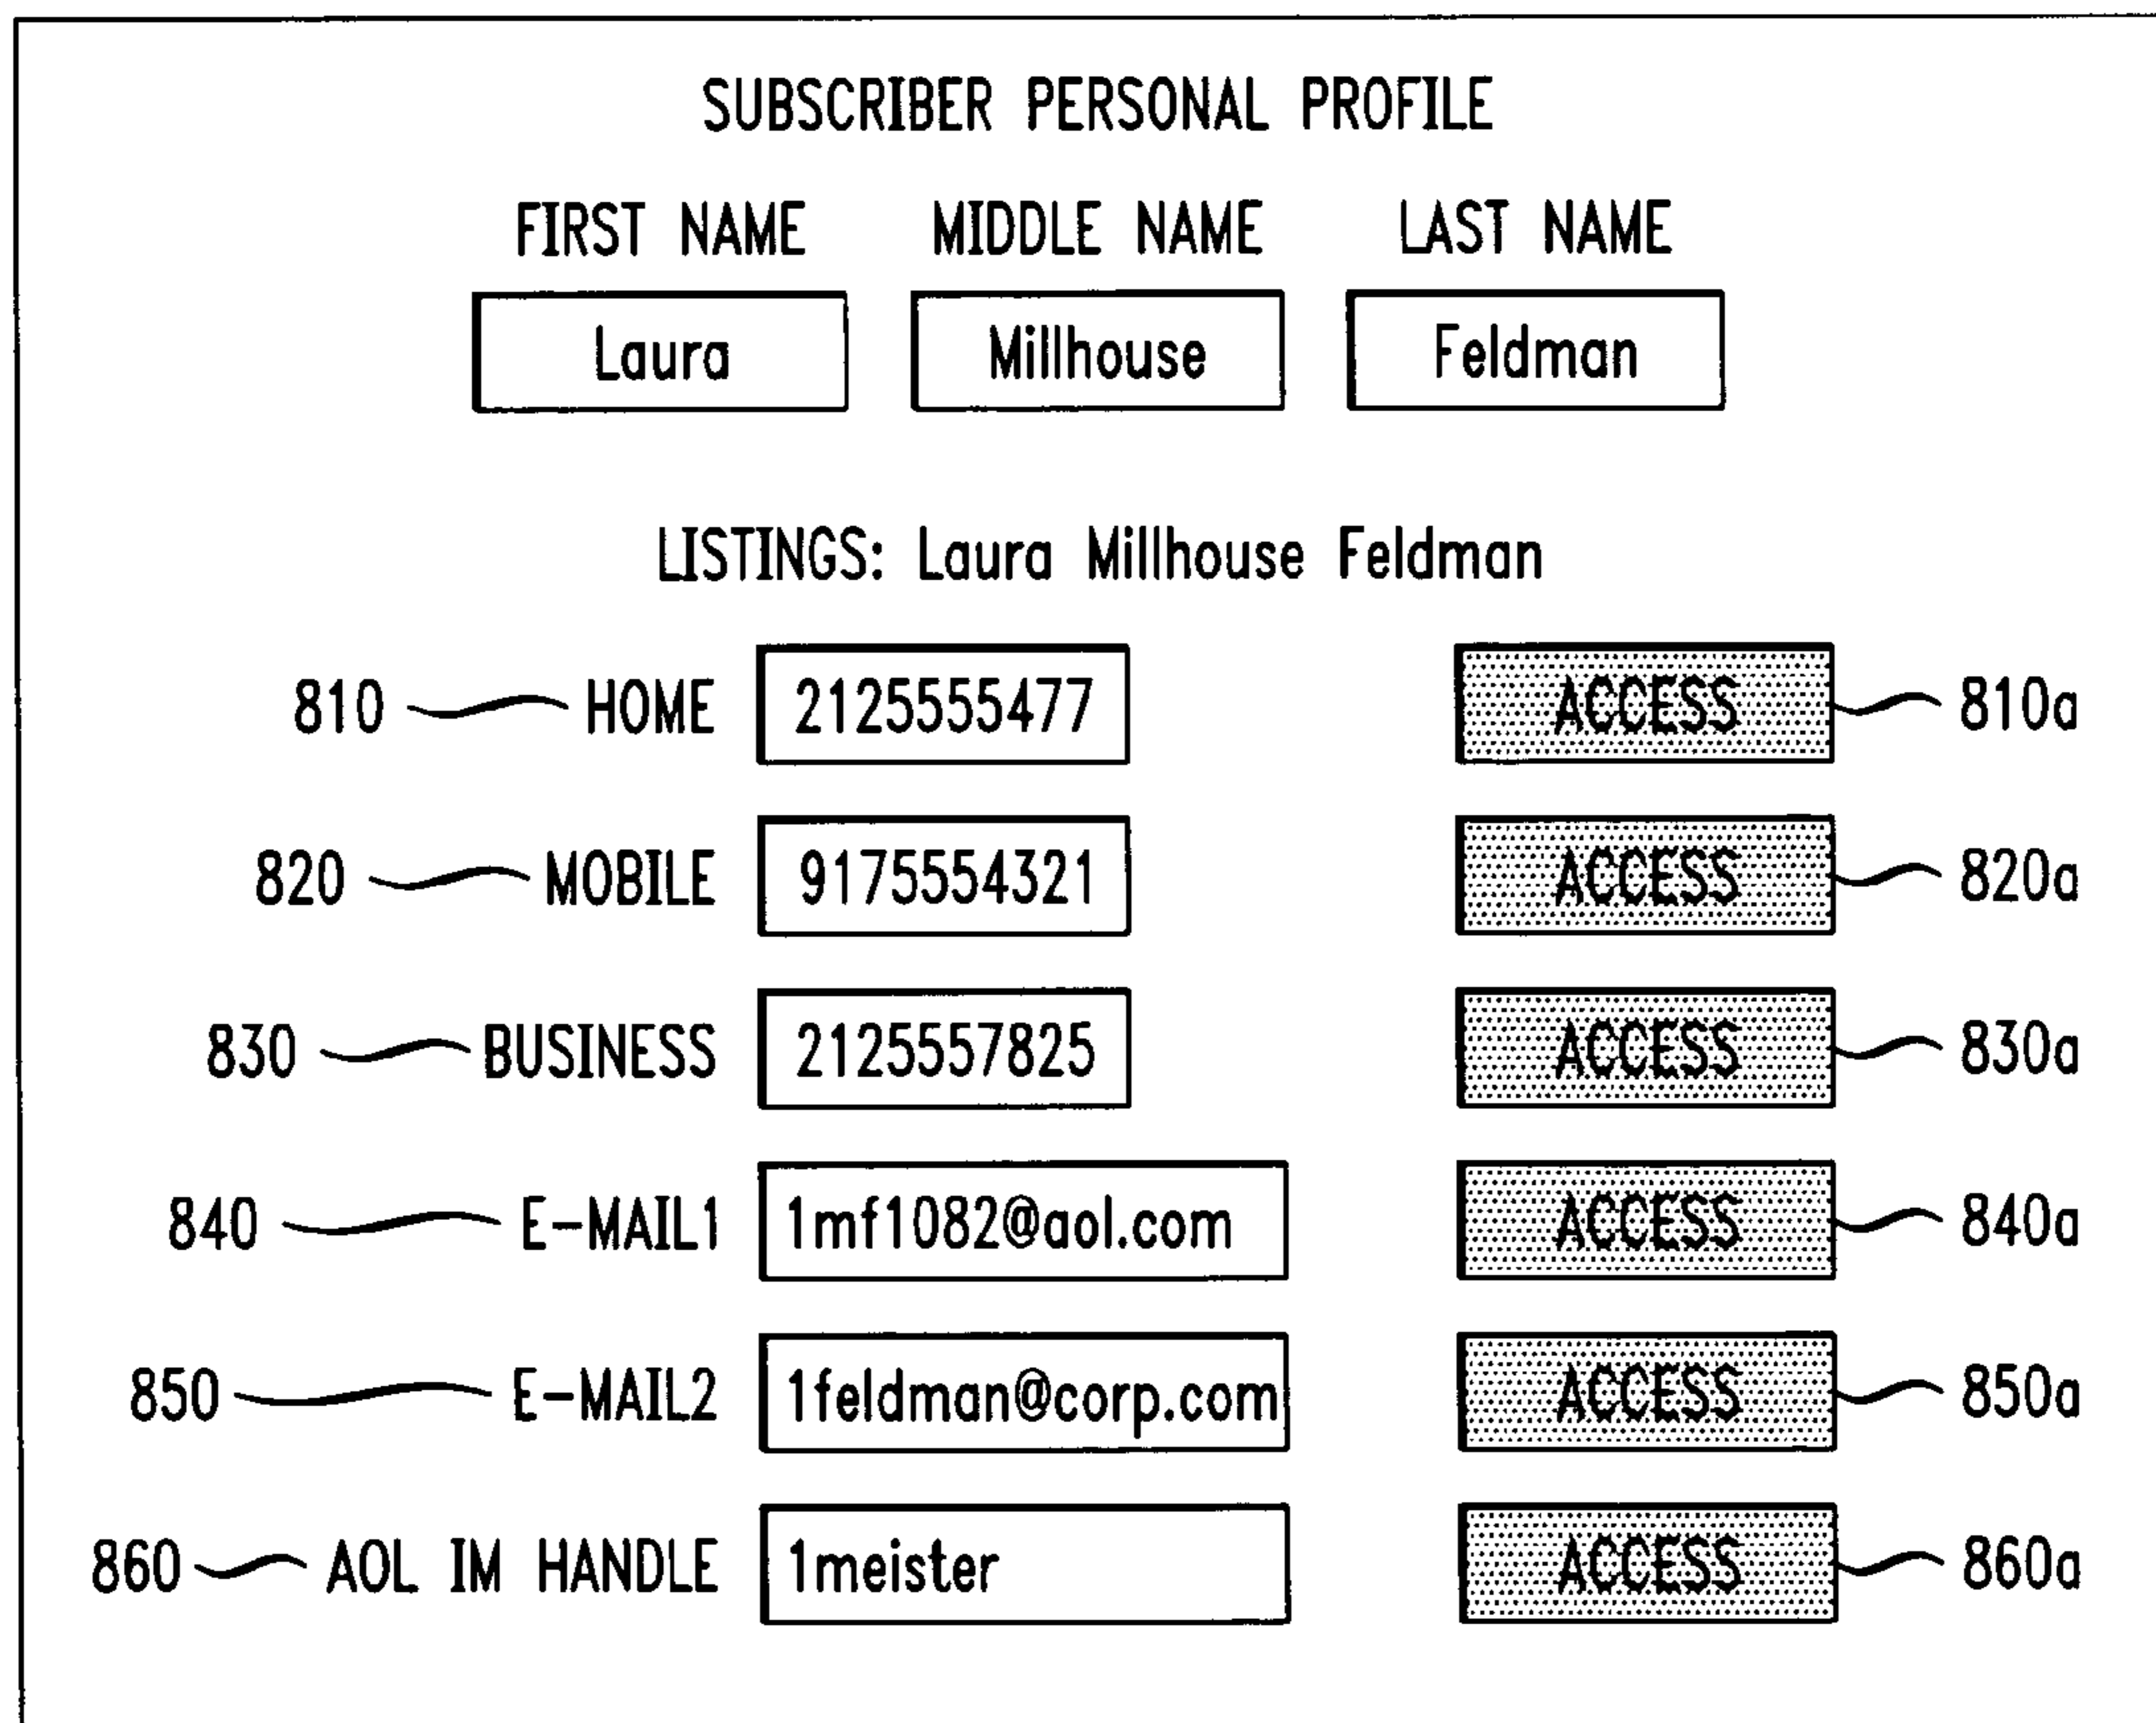 SUBSCRIBER PERSONAL PROFILE
FIRST NAME MIDDLE NAME LAST NAME
Laura Millhouse Feldman
LISTINGS: Laura Millhouse Feldman
810 HOME 2125555477 ACCESS 810a
820 MOBILE 9175554321 ACCESS 820a
830 BUSINESS 2125557825 ACCESS 830a
840 E-MAIL1 1mf1082@aol.com ACCESS 840a
850 E-MAIL2 1feldman@corp.com ACCESS 850a
860 AOL IM HANDLE 1meister ACCESS 860a